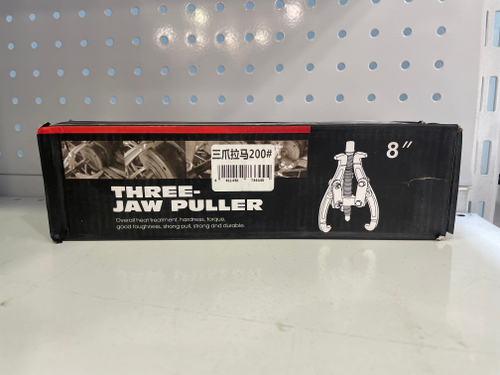 三爪拉马200#
8"
THREE-
JAW PULLER
Overall heat treatment, hardness, torque,
good toughness, strong pull, strong and durable.